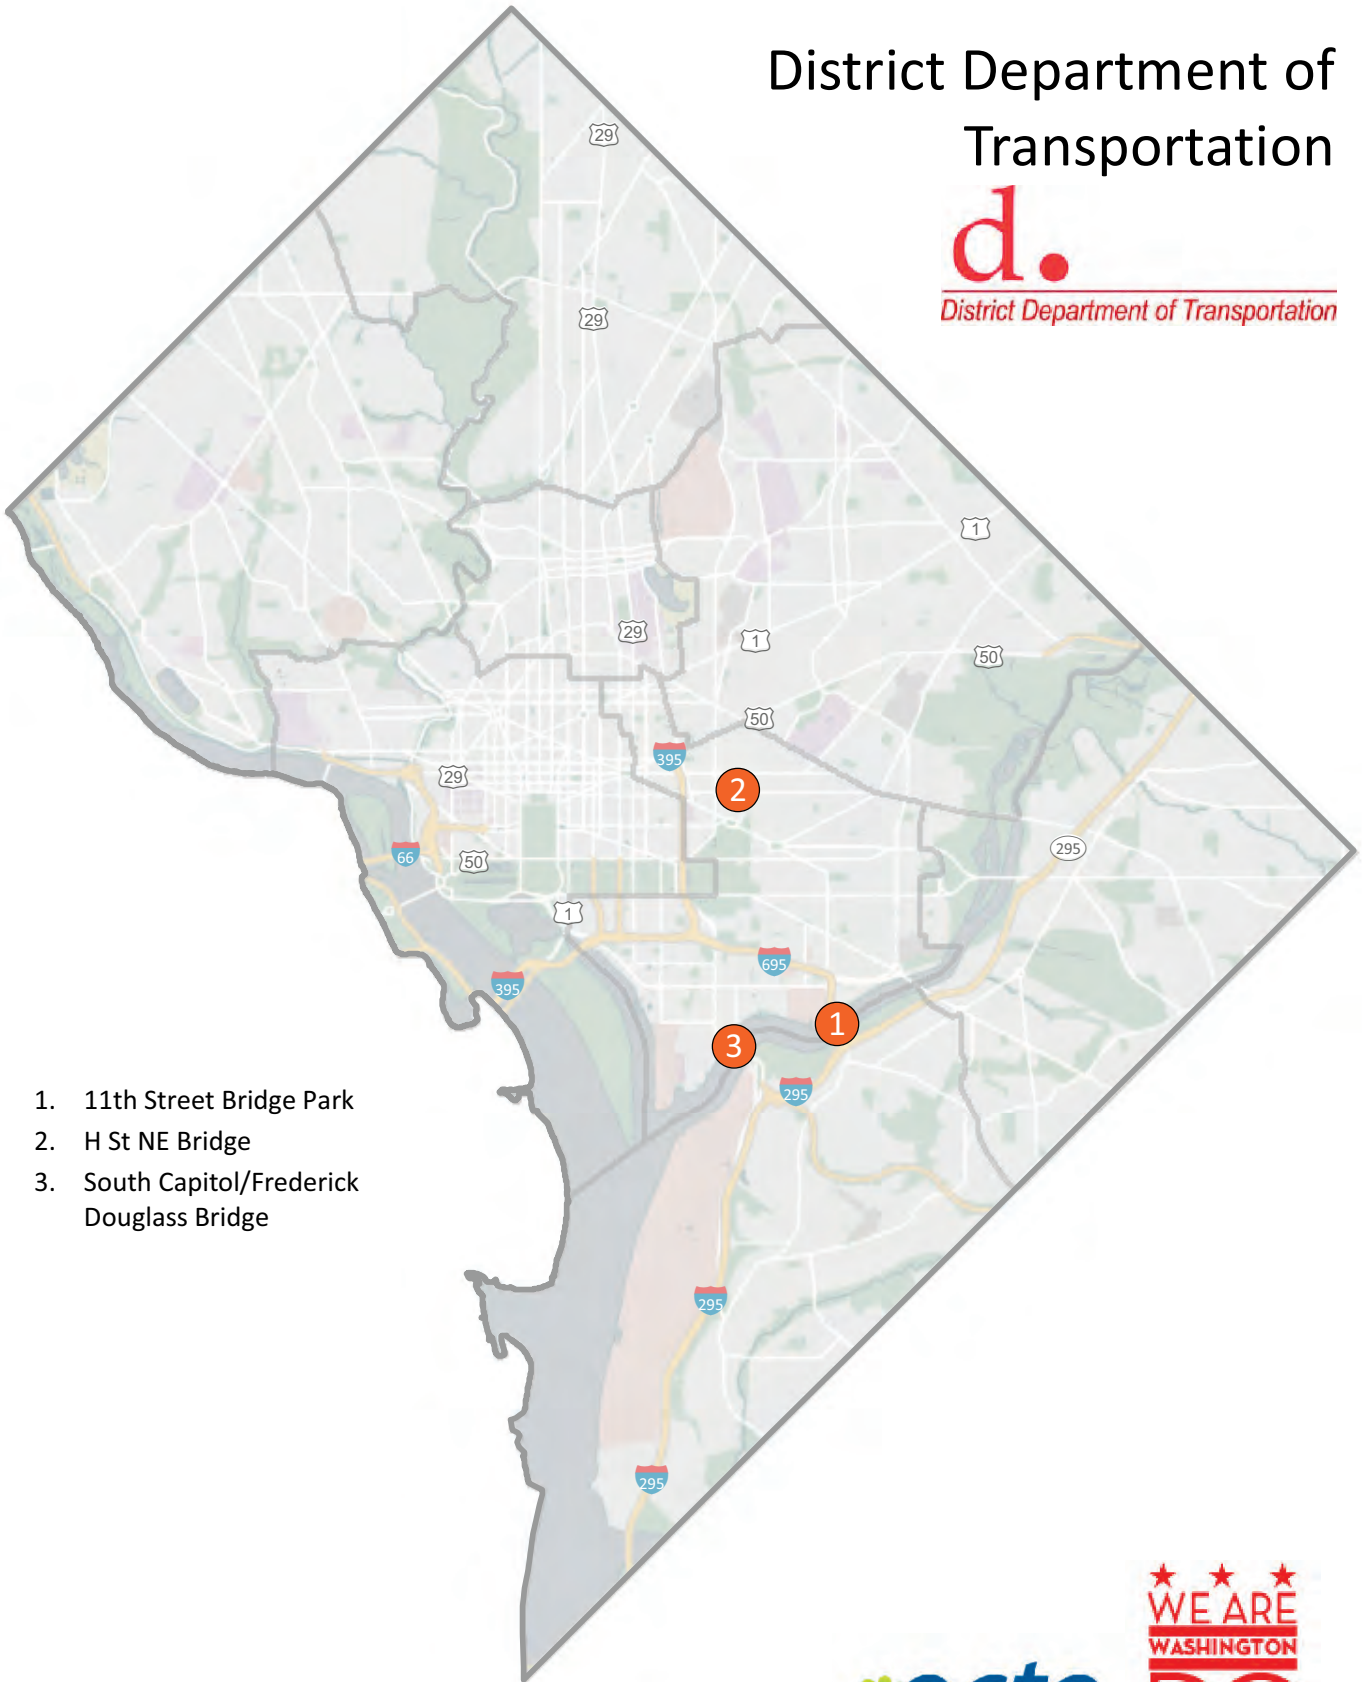 District Department of
Transportation
d.
District Department of Transportation
29
29
1
29
1
50
50
395
2
29
295
66
50
1
695
395
1
3
295
1. 11th Street Bridge Park
2. H St NE Bridge
3. South Capitol/Frederick
Douglass Bridge
295
295
WE ARE
WASHINGTON